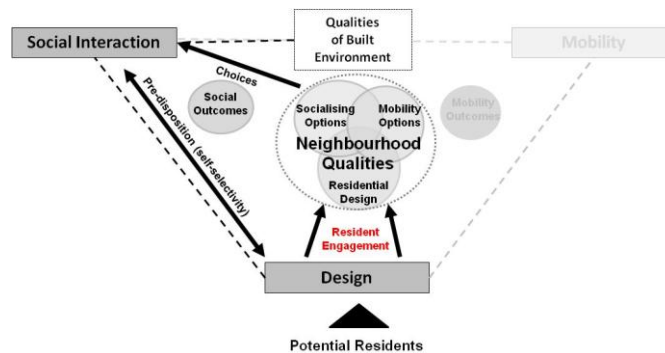 Qualities
of Built
Environment
Social Interaction
Mobility
Choices
Social
Outcomes
Socialising
Options
Mobility
Options
Mobility
Outcomes
Pre-disposition (self-selectivity)
Neighbourhood
Qualities
Residential
Design
Resident
Engagement
Design
Potential Residents